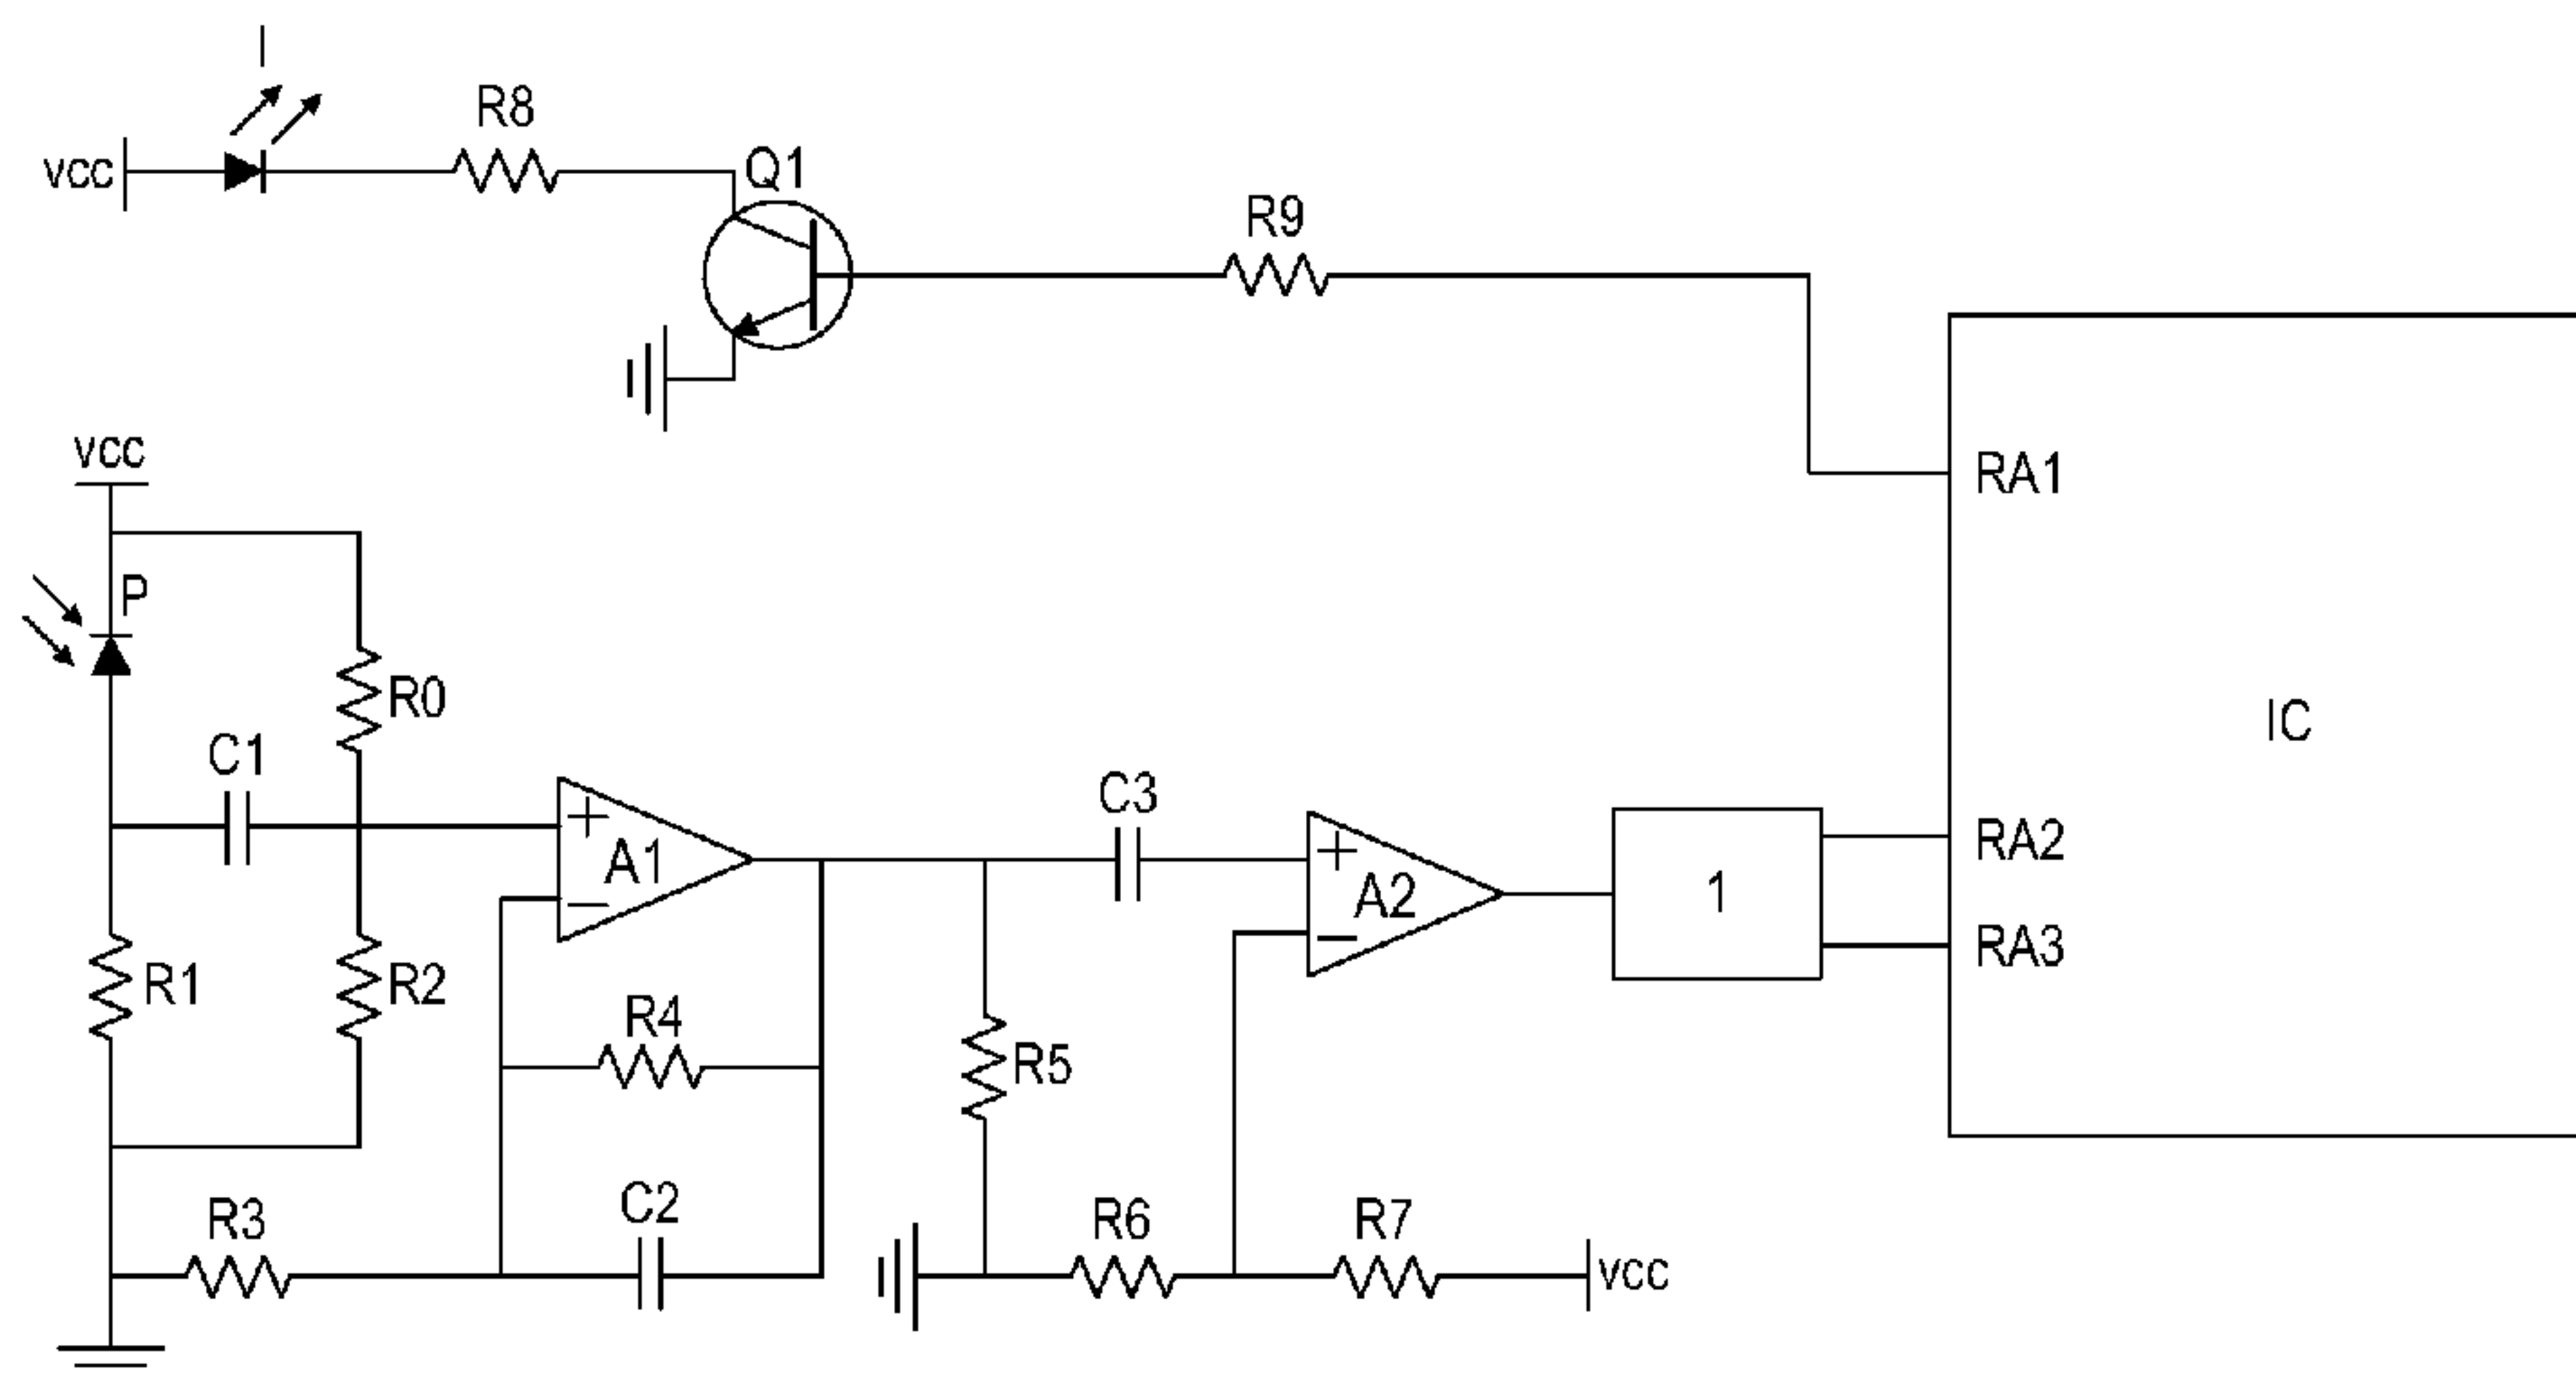 I
R8
vcc
Q1
R9
vcc
RA1
P
R0
IC
C1
C3
+
A1
−
+
A2
−
1
RA2
RA3
R1
R2
R4
R5
R3
C2
R6
R7
vcc